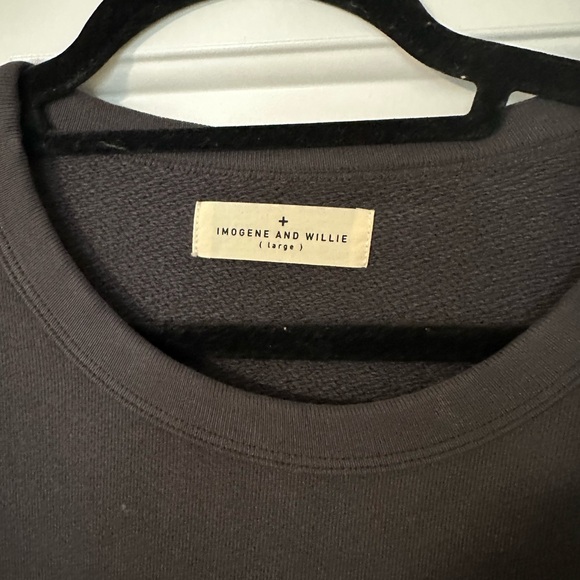 +
IMOGENE AND WILLIE
( large )